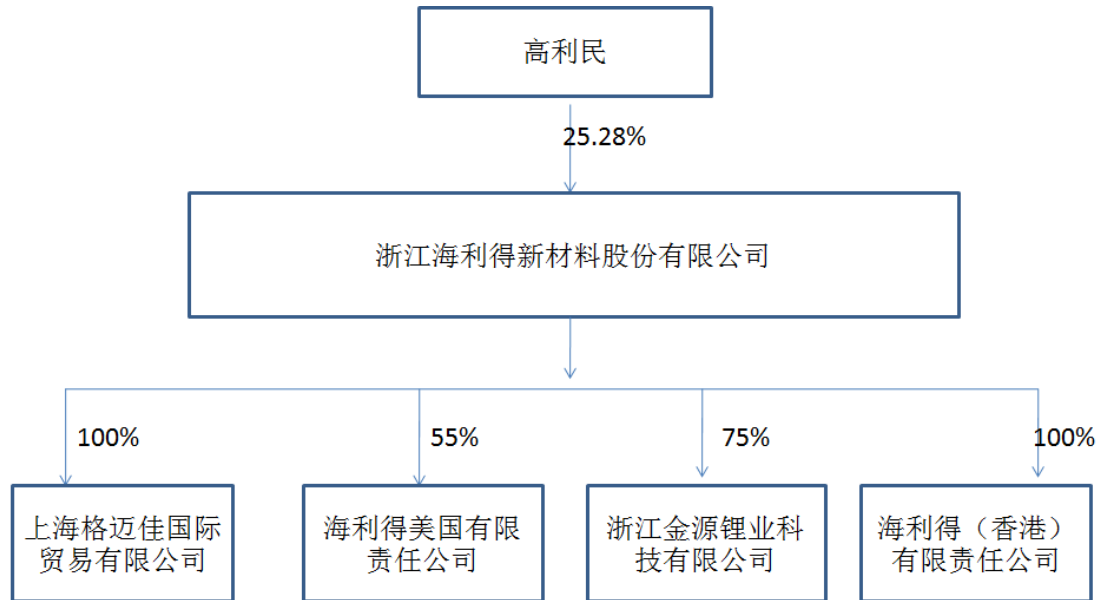 高利民
25.28%
浙江海利得新材料股份有限公司
100%
55%
75%
100%
上海格迈佳国际
贸易有限公司
海利得美国有限
责任公司
浙江金源锂业科
技有限公司
海利得（香港）
有限责任公司